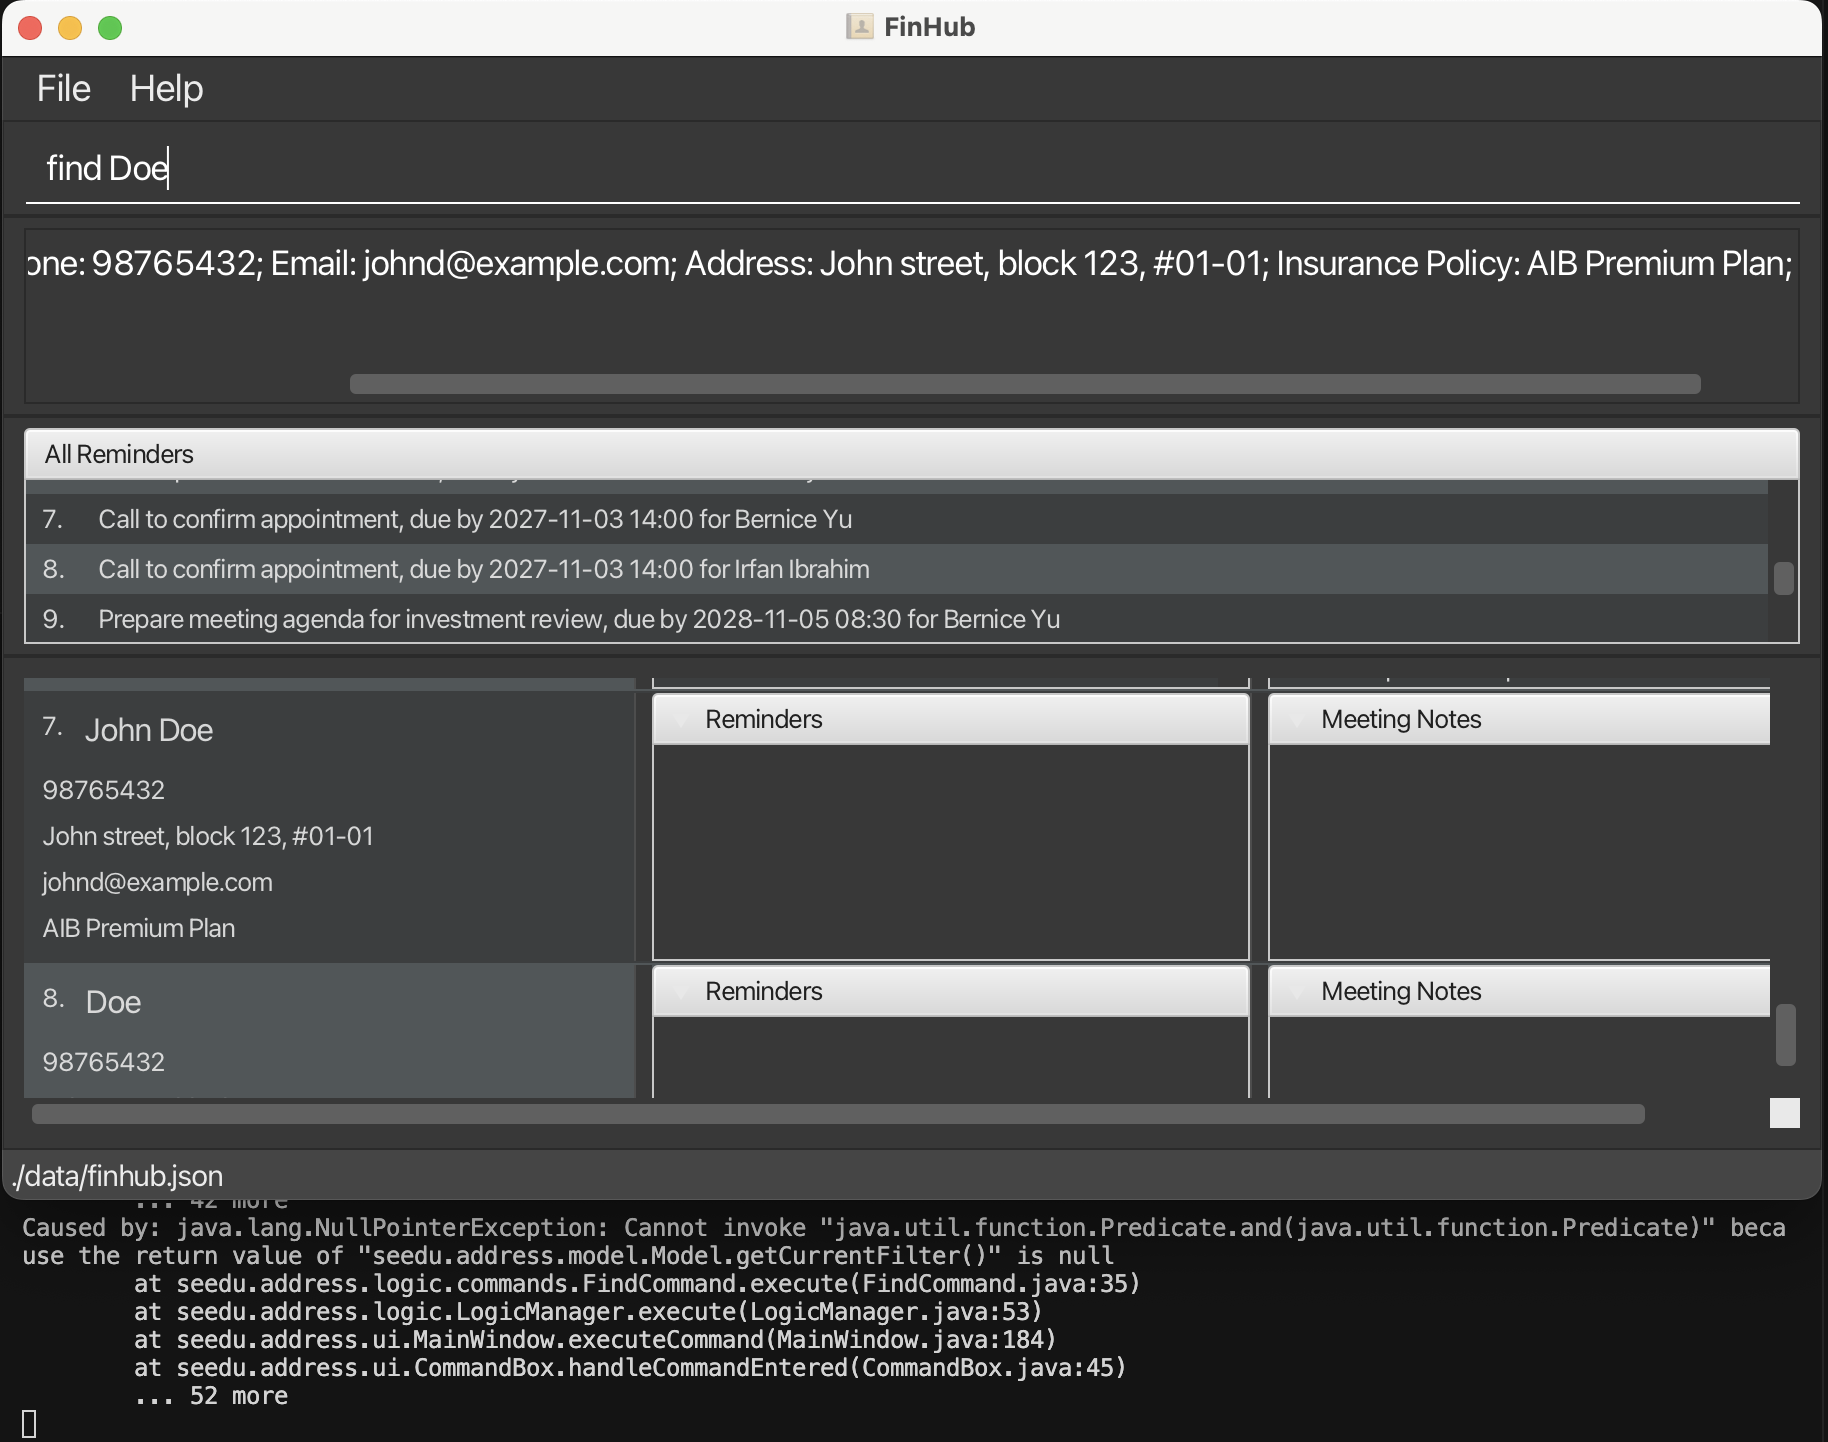 FinHub
File Help
find Doe
one: 98765432; Email: johnd@example.com; Address: John street, block 123, #01-01; Insurance Policy: AIB Premium Plan;
All Reminders
7. Call to confirm appointment, due by 2027-11-03 14:00 for Bernice Yu
8. Call to confirm appointment, due by 2027-11-03 14:00 for Irfan Ibrahim
9. Prepare meeting agenda for investment review, due by 2028-11-05 08:30 for Bernice Yu
7. John Doe
98765432
John street, block 123, #01-01
johnd@example.com
AIB Premium Plan
Reminders
Meeting Notes
8. Doe
98765432
Reminders
Meeting Notes
./data/finhub.json
... 42 more
Caused by: java.lang.NullPointerException: Cannot invoke "java.util.function.Predicate.and(java.util.function.Predicate)" beca
use the return value of "seedu.address.model.Model.getCurrentFilter()" is null
at seedu.address.logic.commands.FindCommand.execute(FindCommand.java:35)
at seedu.address.logic.LogicManager.execute(LogicManager.java:53)
at seedu.address.ui.MainWindow.executeCommand(MainWindow.java:184)
at seedu.address.ui.CommandBox.handleCommandEntered(CommandBox.java:45)
... 52 more